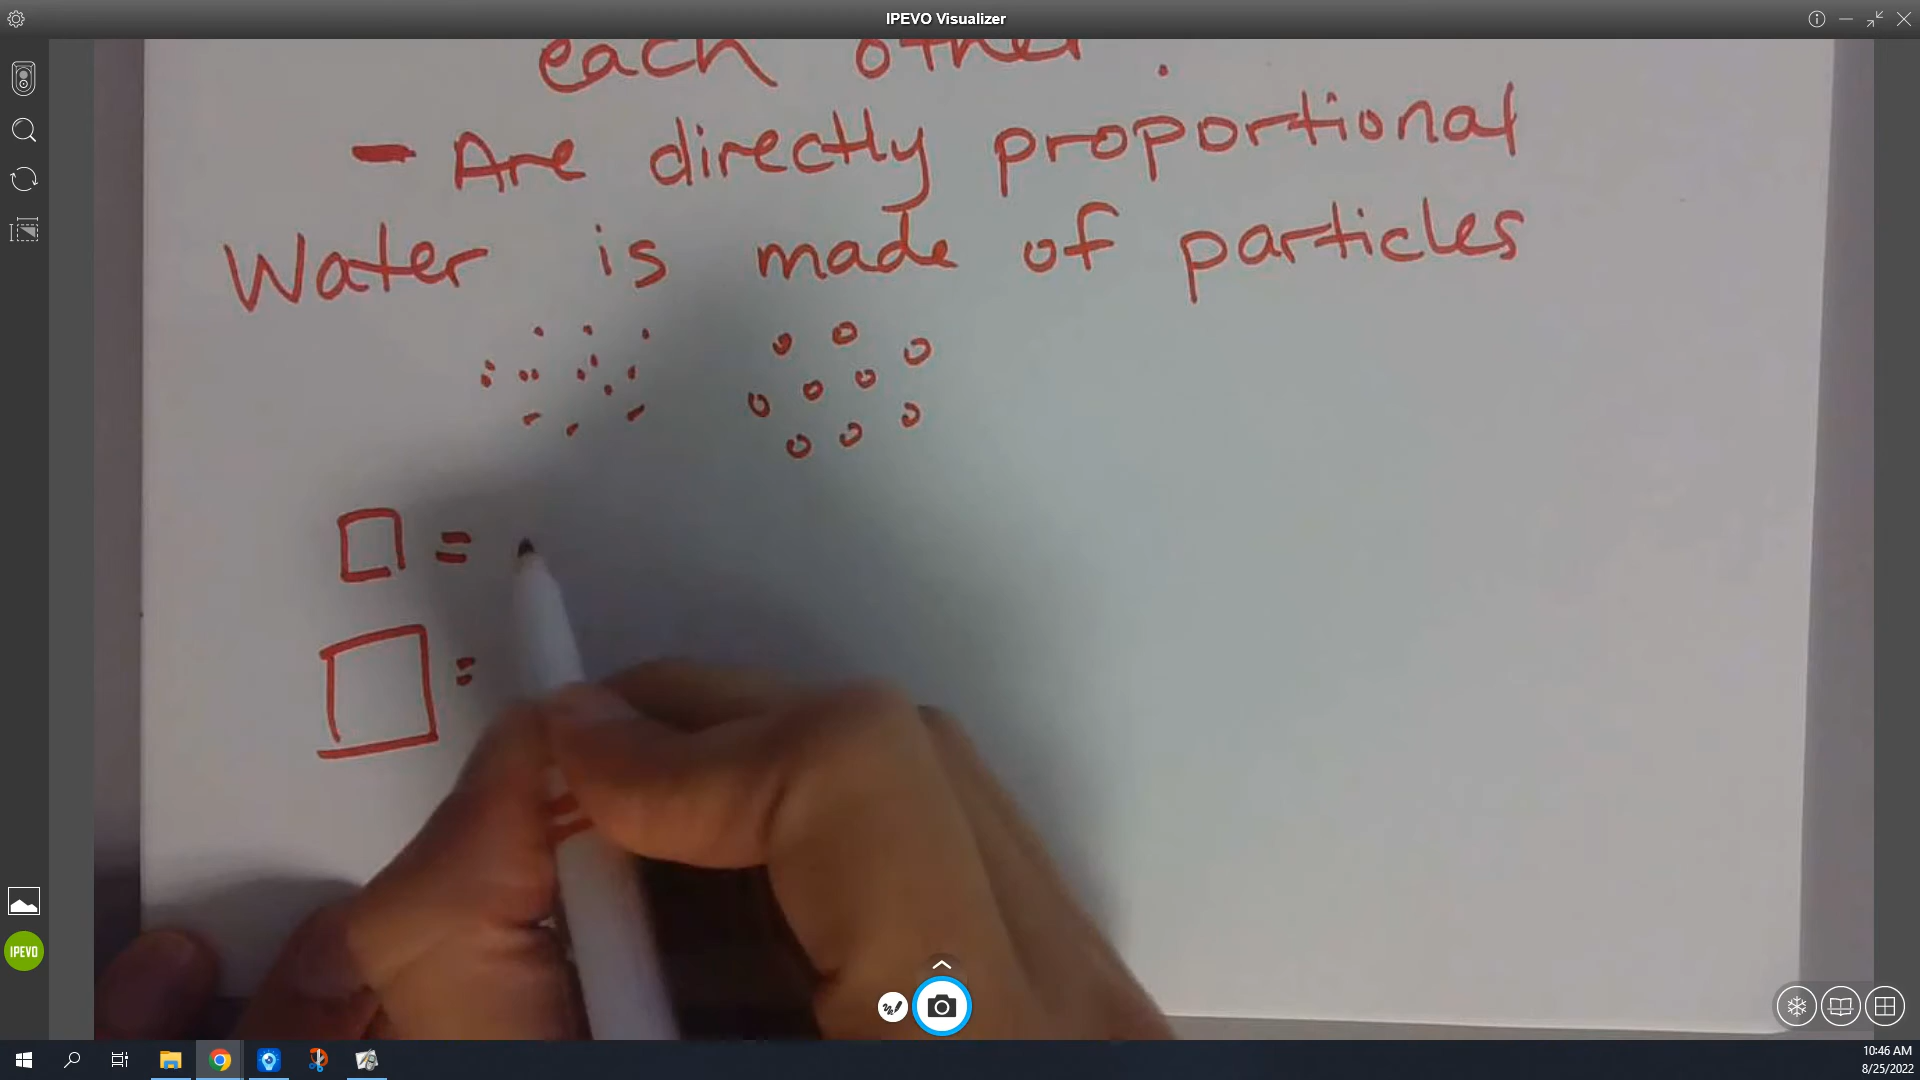 IPEVO Visualizer
each other.
- Are directly proportional
Water is made of particles
=
=
IPEVO
10:46 AM
8/25/2022